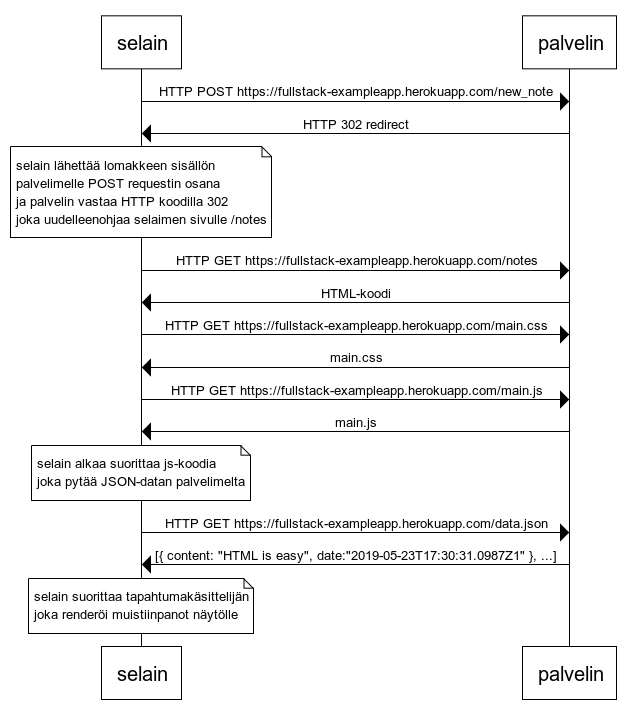 selain
palvelin
HTTP POST https://fullstack-exampleapp.herokuapp.com/new_note
HTTP 302 redirect
selain lähettää lomakkeen sisällön
palvelimelle POST requestin osana
ja palvelin vastaa HTTP koodilla 302
joka uudelleenohjaa selaimen sivulle /notes
HTTP GET https://fullstack-exampleapp.herokuapp.com/notes
HTML-koodi
HTTP GET https://fullstack-exampleapp.herokuapp.com/main.css
main.css
HTTP GET https://fullstack-exampleapp.herokuapp.com/main.js
main.js
selain alkaa suorittaa js-koodia
joka pytää JSON-datan palvelimelta
HTTP GET https://fullstack-exampleapp.herokuapp.com/data.json
[{ content: "HTML is easy", date:"2019-05-23T17:30:31.0987Z1" }, ...]
selain suorittaa tapahtumakäsittelijän
joka renderöi muistiinpanot näytölle
selain
palvelin